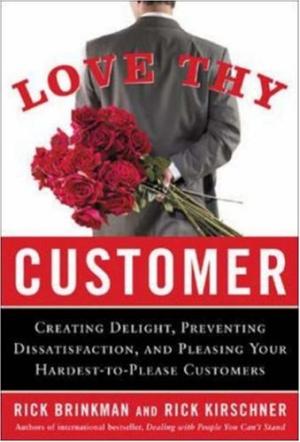 LOVE THY
CUSTOMER
CREATING DELIGHT, PREVENTING
DISSATISFACTION, AND PLEASING YOUR
HARDEST-TO-PLEASE CUSTOMERS
RICK BRINKMAN AND RICK KIRSCHNER
Authors of international bestseller, Dealing with People You Can't Stand